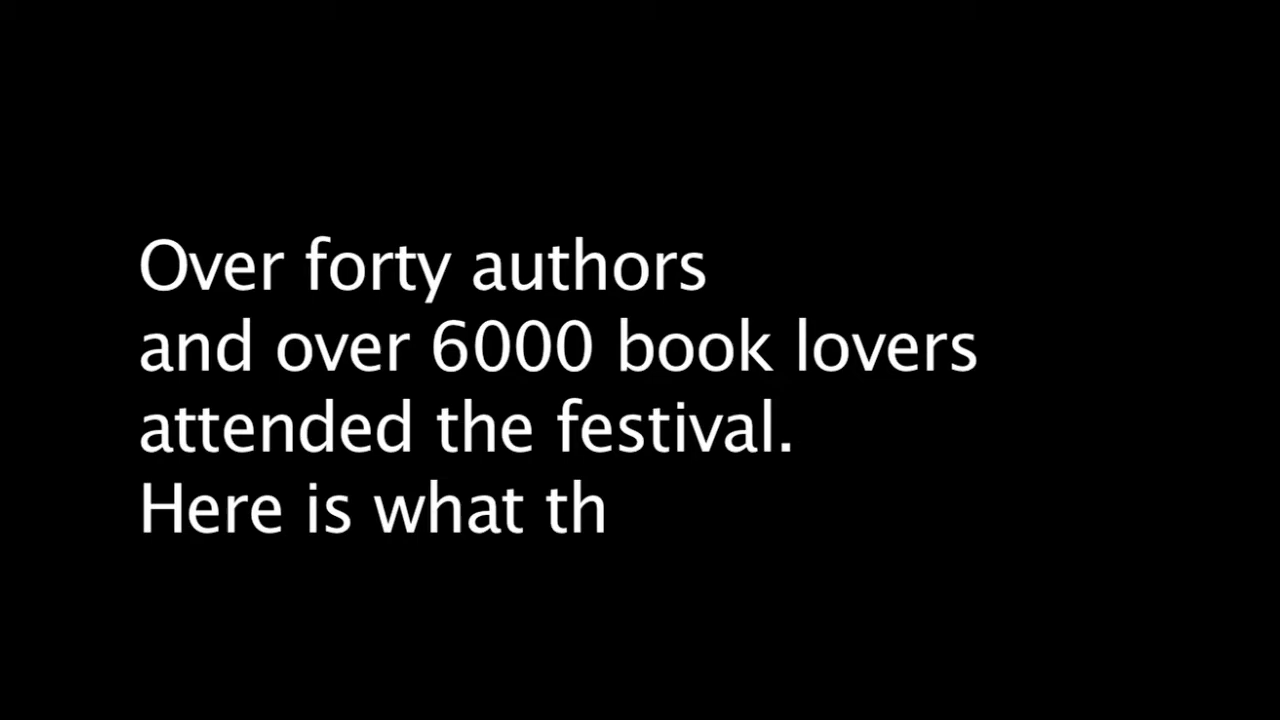 Over forty authors
and over 6000 book lovers
attended the festival.
Here is what th